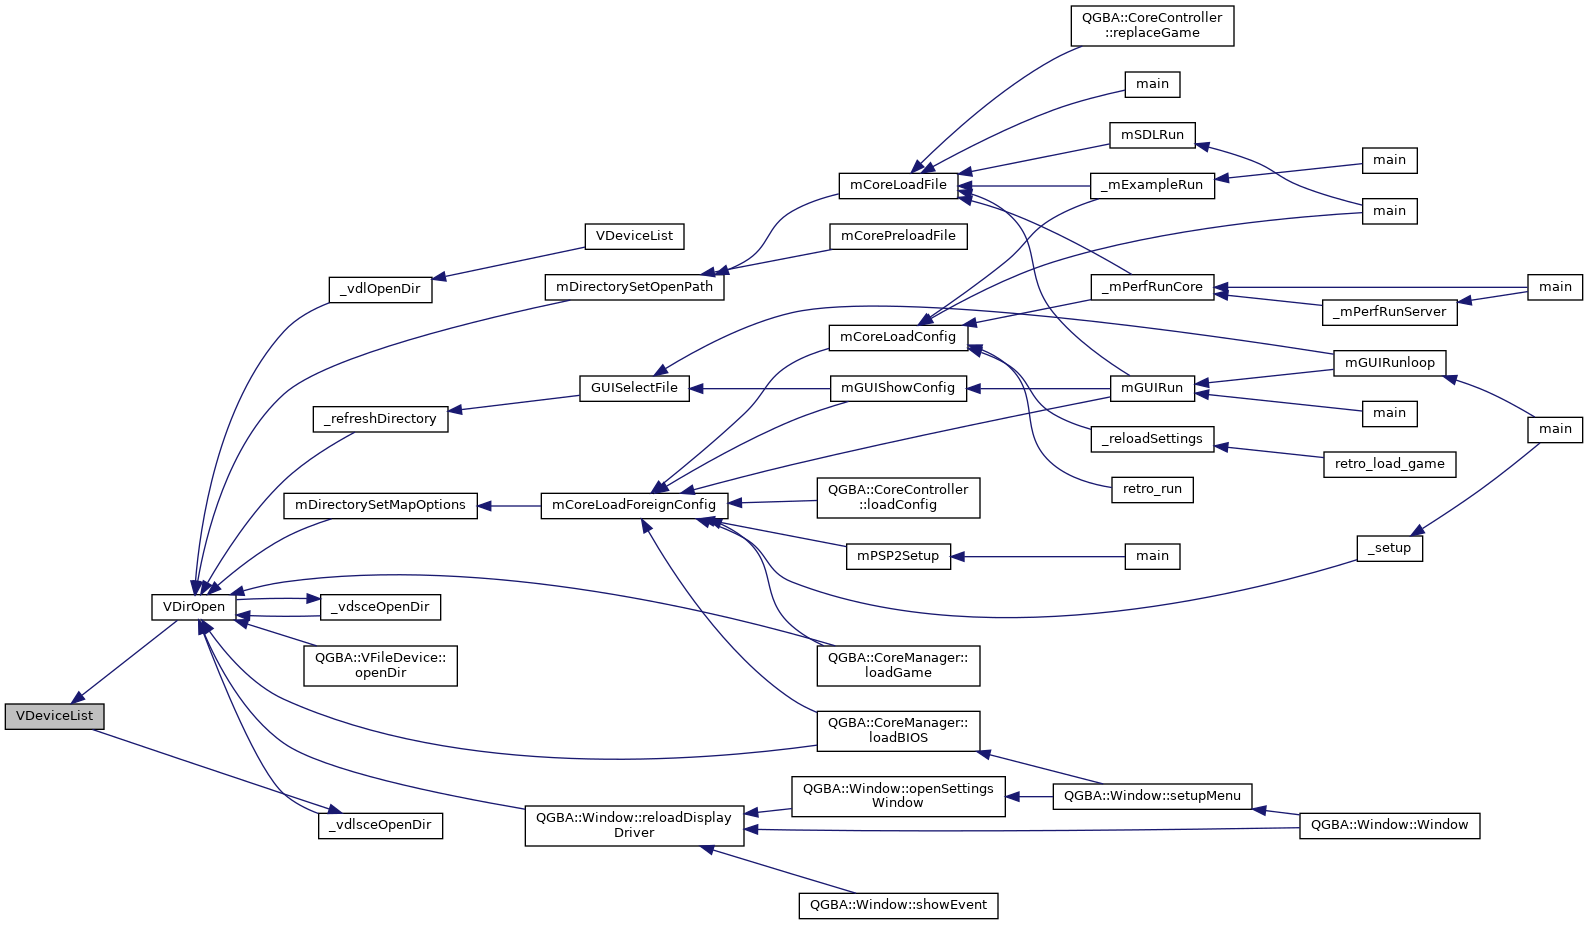 QGBA::CoreController
::replaceGame
main
mSDLRun
main
mCoreLoadFile
_mExampleRun
main
VDeviceList
mCorePreloadFile
_vdlOpenDir
mDirectorySetOpenPath
_mPerfRunCore
main
_mPerfRunServer
mCoreLoadConfig
mGUIRunloop
GUISelectFile
mGUIShowConfig
mGUIRun
_refreshDirectory
main
main
_reloadSettings
retro_load_game
mDirectorySetMapOptions
mCoreLoadForeignConfig
QGBA::CoreController
::loadConfig
retro_run
mPSP2Setup
main
_setup
VDirOpen
_vdsceOpenDir
QGBA::VFileDevice::
openDir
QGBA::CoreManager::
loadGame
VDeviceList
QGBA::CoreManager::
loadBIOS
QGBA::Window::openSettings
Window
QGBA::Window::setupMenu
_vdlsceOpenDir
QGBA::Window::reloadDisplay
Driver
QGBA::Window::Window
QGBA::Window::showEvent